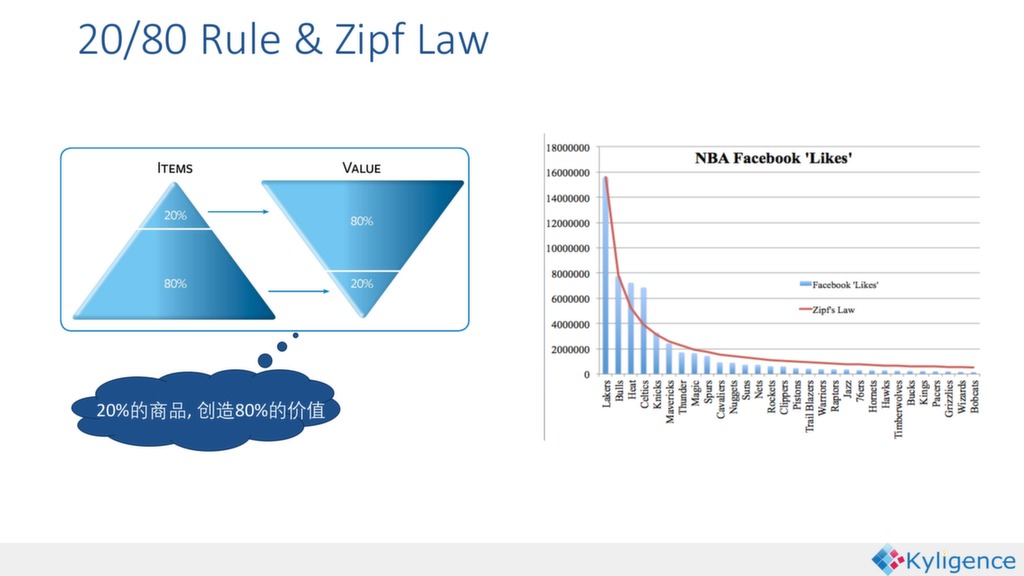 20/80 Rule & Zipf Law
ITEMS
VALUE
20%
80%
80%
20%
20%的商品, 创造80%的价值
NBA Facebook 'Likes'
18000000
16000000
14000000
12000000
10000000
8000000
6000000
4000000
2000000
0
Facebook 'Likes'
Zipf's Law
Lakers
Bulls
Heat
Celtics
Knicks
Mavericks
Thunder
Magic
Spurs
Cavaliers
Nuggets
Suns
Nets
Rockets
Clippers
Pistons
Trail Blazers
Warriors
Raptors
Jazz
76ers
Hornets
Hawks
Timberwolves
Bucks
Kings
Pacers
Grizzlies
Wizards
Bobcats
Kyligence